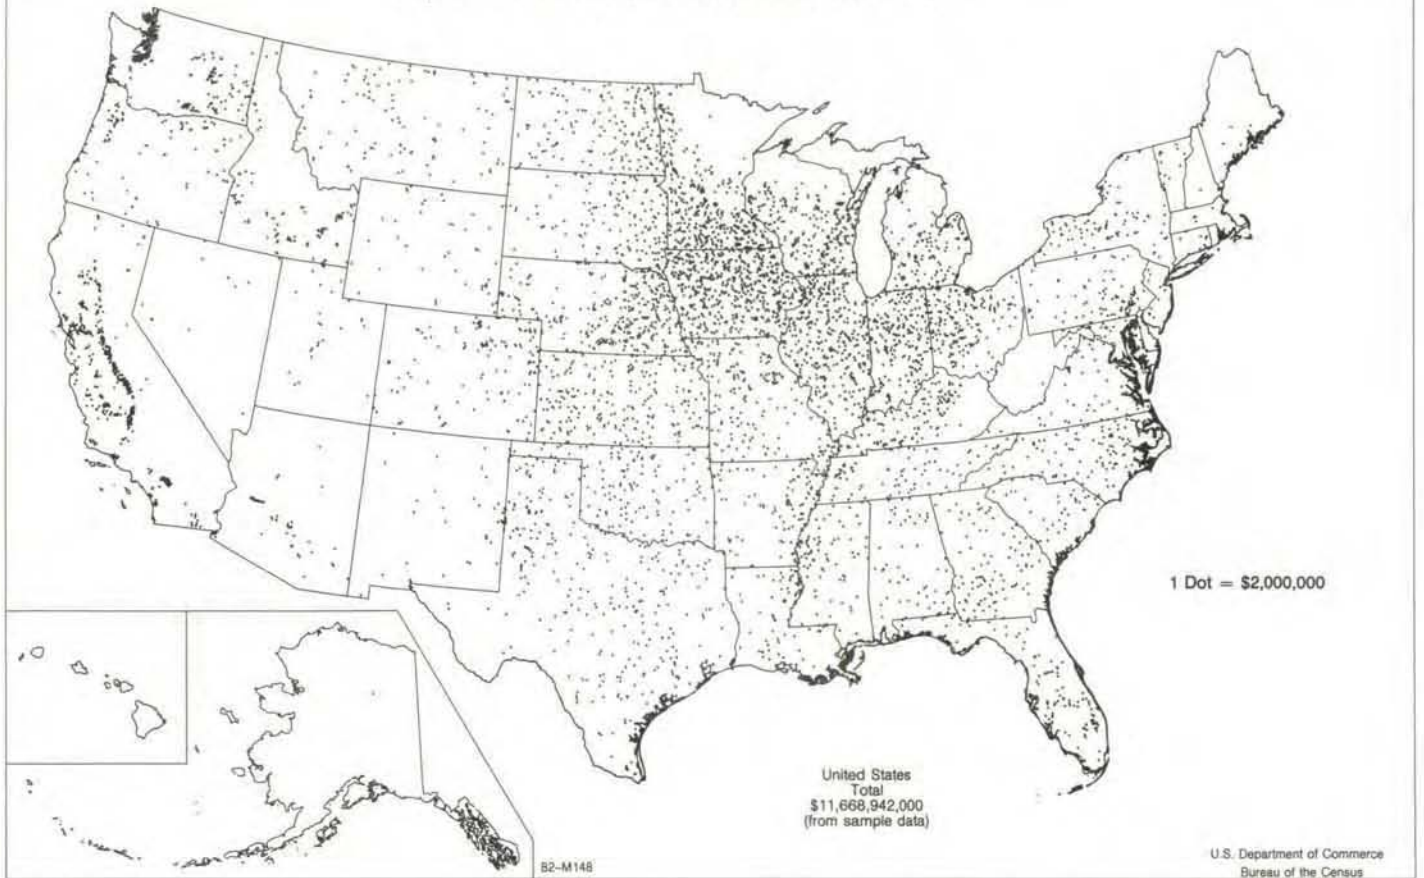 1 Dot = $2,000,000
United States
Total
$11,668,942,000
(from sample data)
82-M148
U.S. Department of Commerce
Bureau of the Census